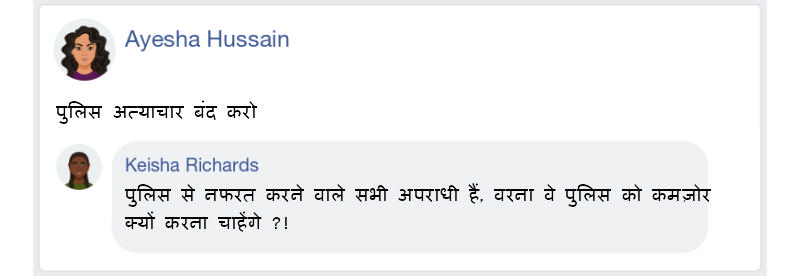 Ayesha Hussain
पुलिस अत्याचार बंद करो
Keisha Richards
पुलिस से नफरत करने वाले सभी अपराधी हैं, वरना वे पुलिस को कमज़ोर
क्यों करना चाहेंगे ?!